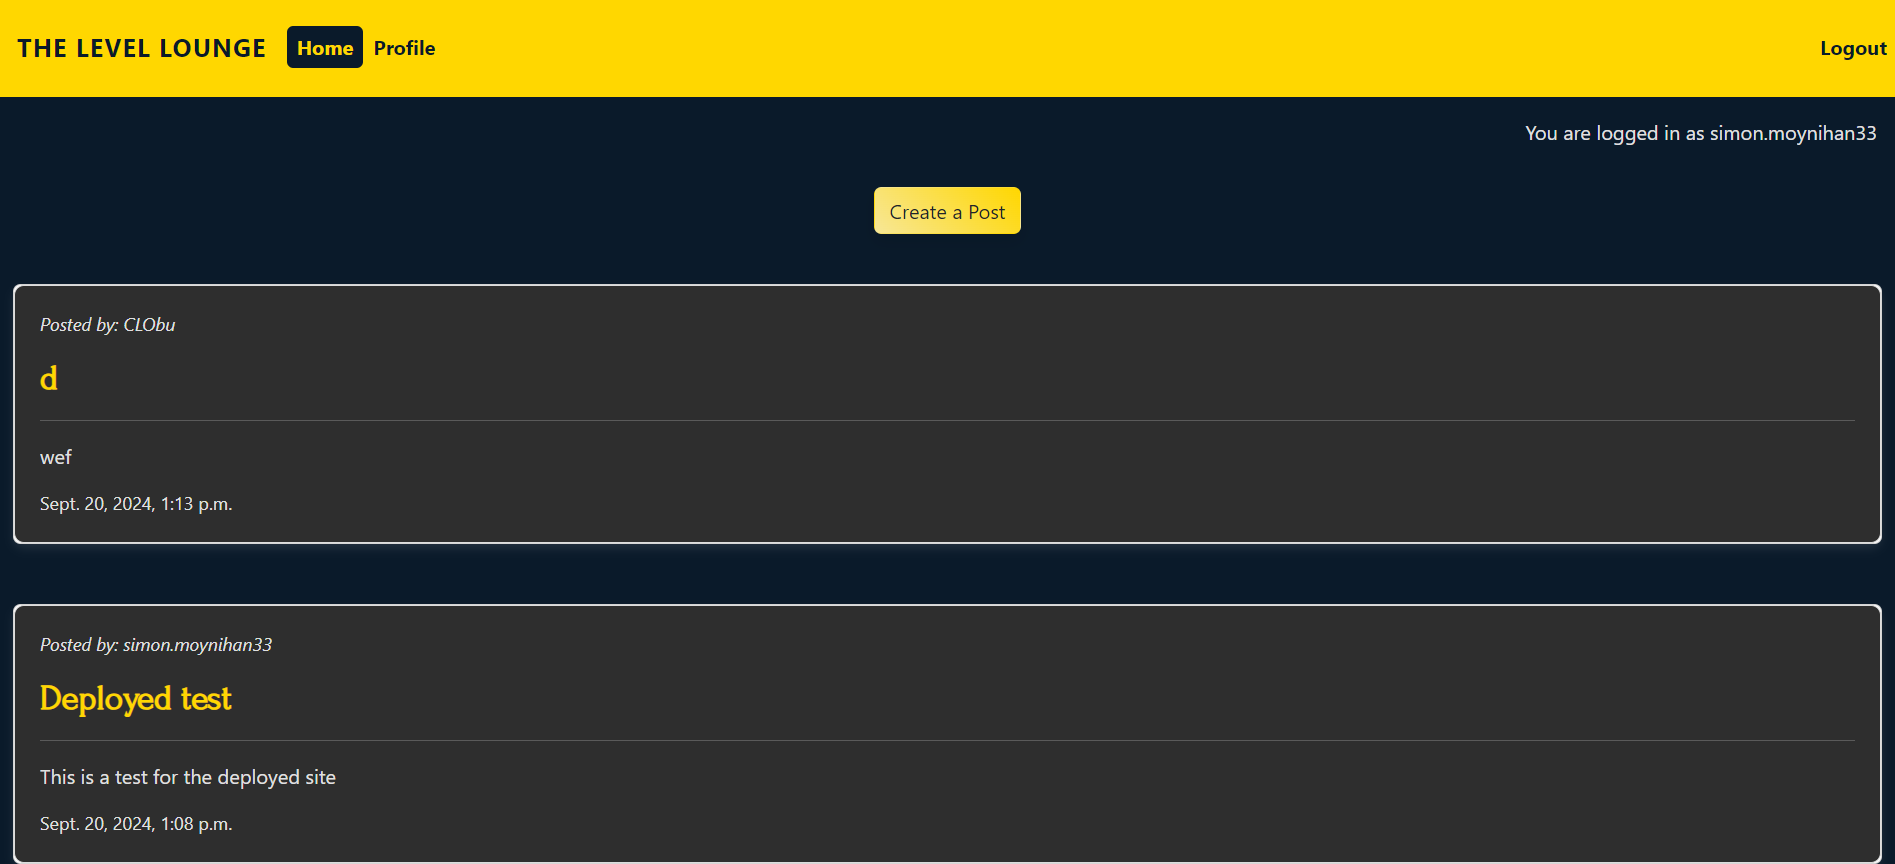 THE LEVEL LOUNGE Home Profile Logout
You are logged in as simon.moynihan33
Create a Post
Posted by: CLObu
d
wef
Sept. 20, 2024, 1:13 p.m.
Posted by: simon.moynihan33
Deployed test
This is a test for the deployed site
Sept. 20, 2024, 1:08 p.m.